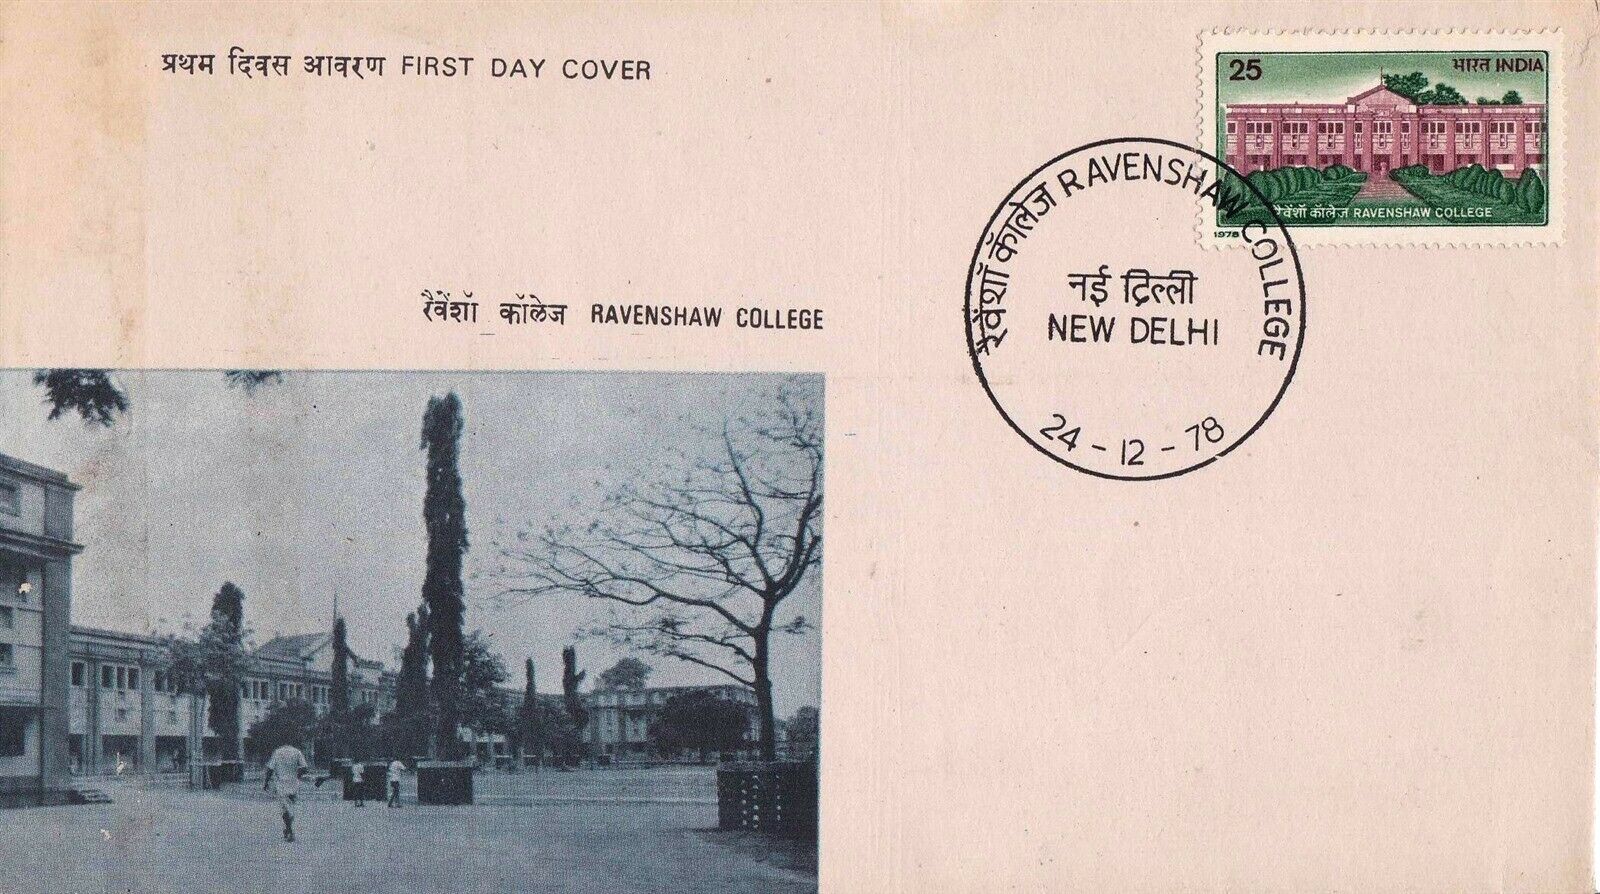 प्रथम दिवस आवरण FIRST DAY COVER
25 भारत INDIA
रैवेंशॉ कॉलेज RAVENSHAW COLLEGE
1978
रैवेंशॉ कॉलेज RAVENSHAW COLLEGE
नई दिल्ली
NEW DELHI
24-12-78
रैवेंशॉ कॉलेज RAVENSHAW COLLEGE